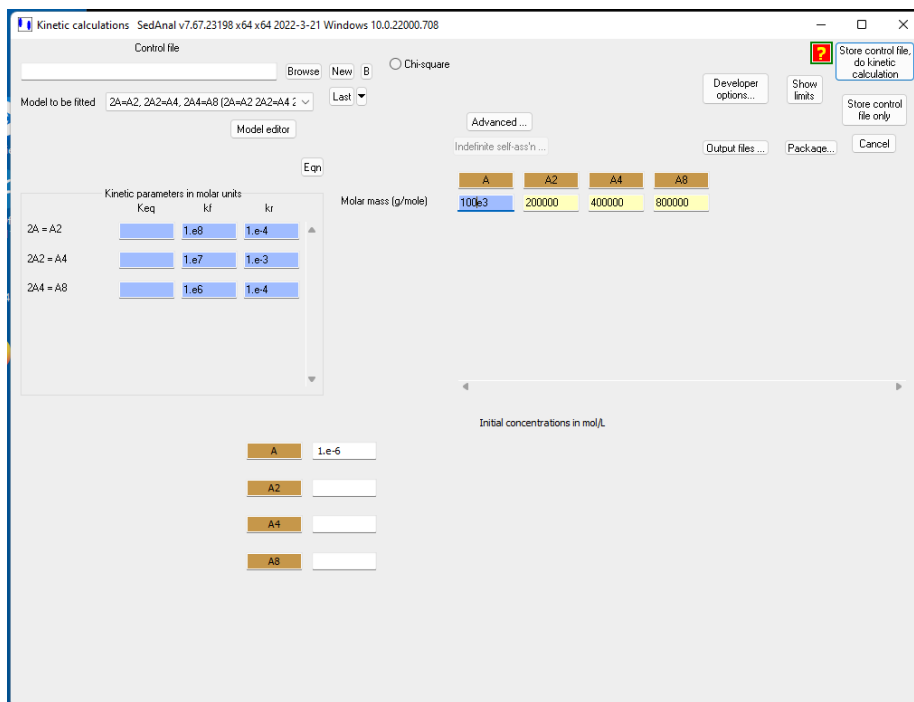 Kinetic calculations SedAnal v7.67.23198 x64 x64 2022-3-21 Windows 10.0.22000.708
Control file
Browse New B Chi-square
?
Store control file, do kinetic calculation
Model to be fitted 2A=A2, 2A2=A4, 2A4=A8 (2A=A2 2A2=A4 2 Last
Developer options...
Show limits
Store control file only
Model editor
Advanced ...
Indefinite self-ass'n ...
Output files ... Package... Cancel
Eqn
A A2 A4 A8
Molar mass (g/mole) 100e3 200000 400000 800000
Kinetic parameters in molar units
Keq kf kr
2A = A2 1.e8 1.e-4
2A2 = A4 1.e7 1.e-3
2A4 = A8 1.e6 1.e-4
Initial concentrations in mol/L
A 1.e-6
A2
A4
A8